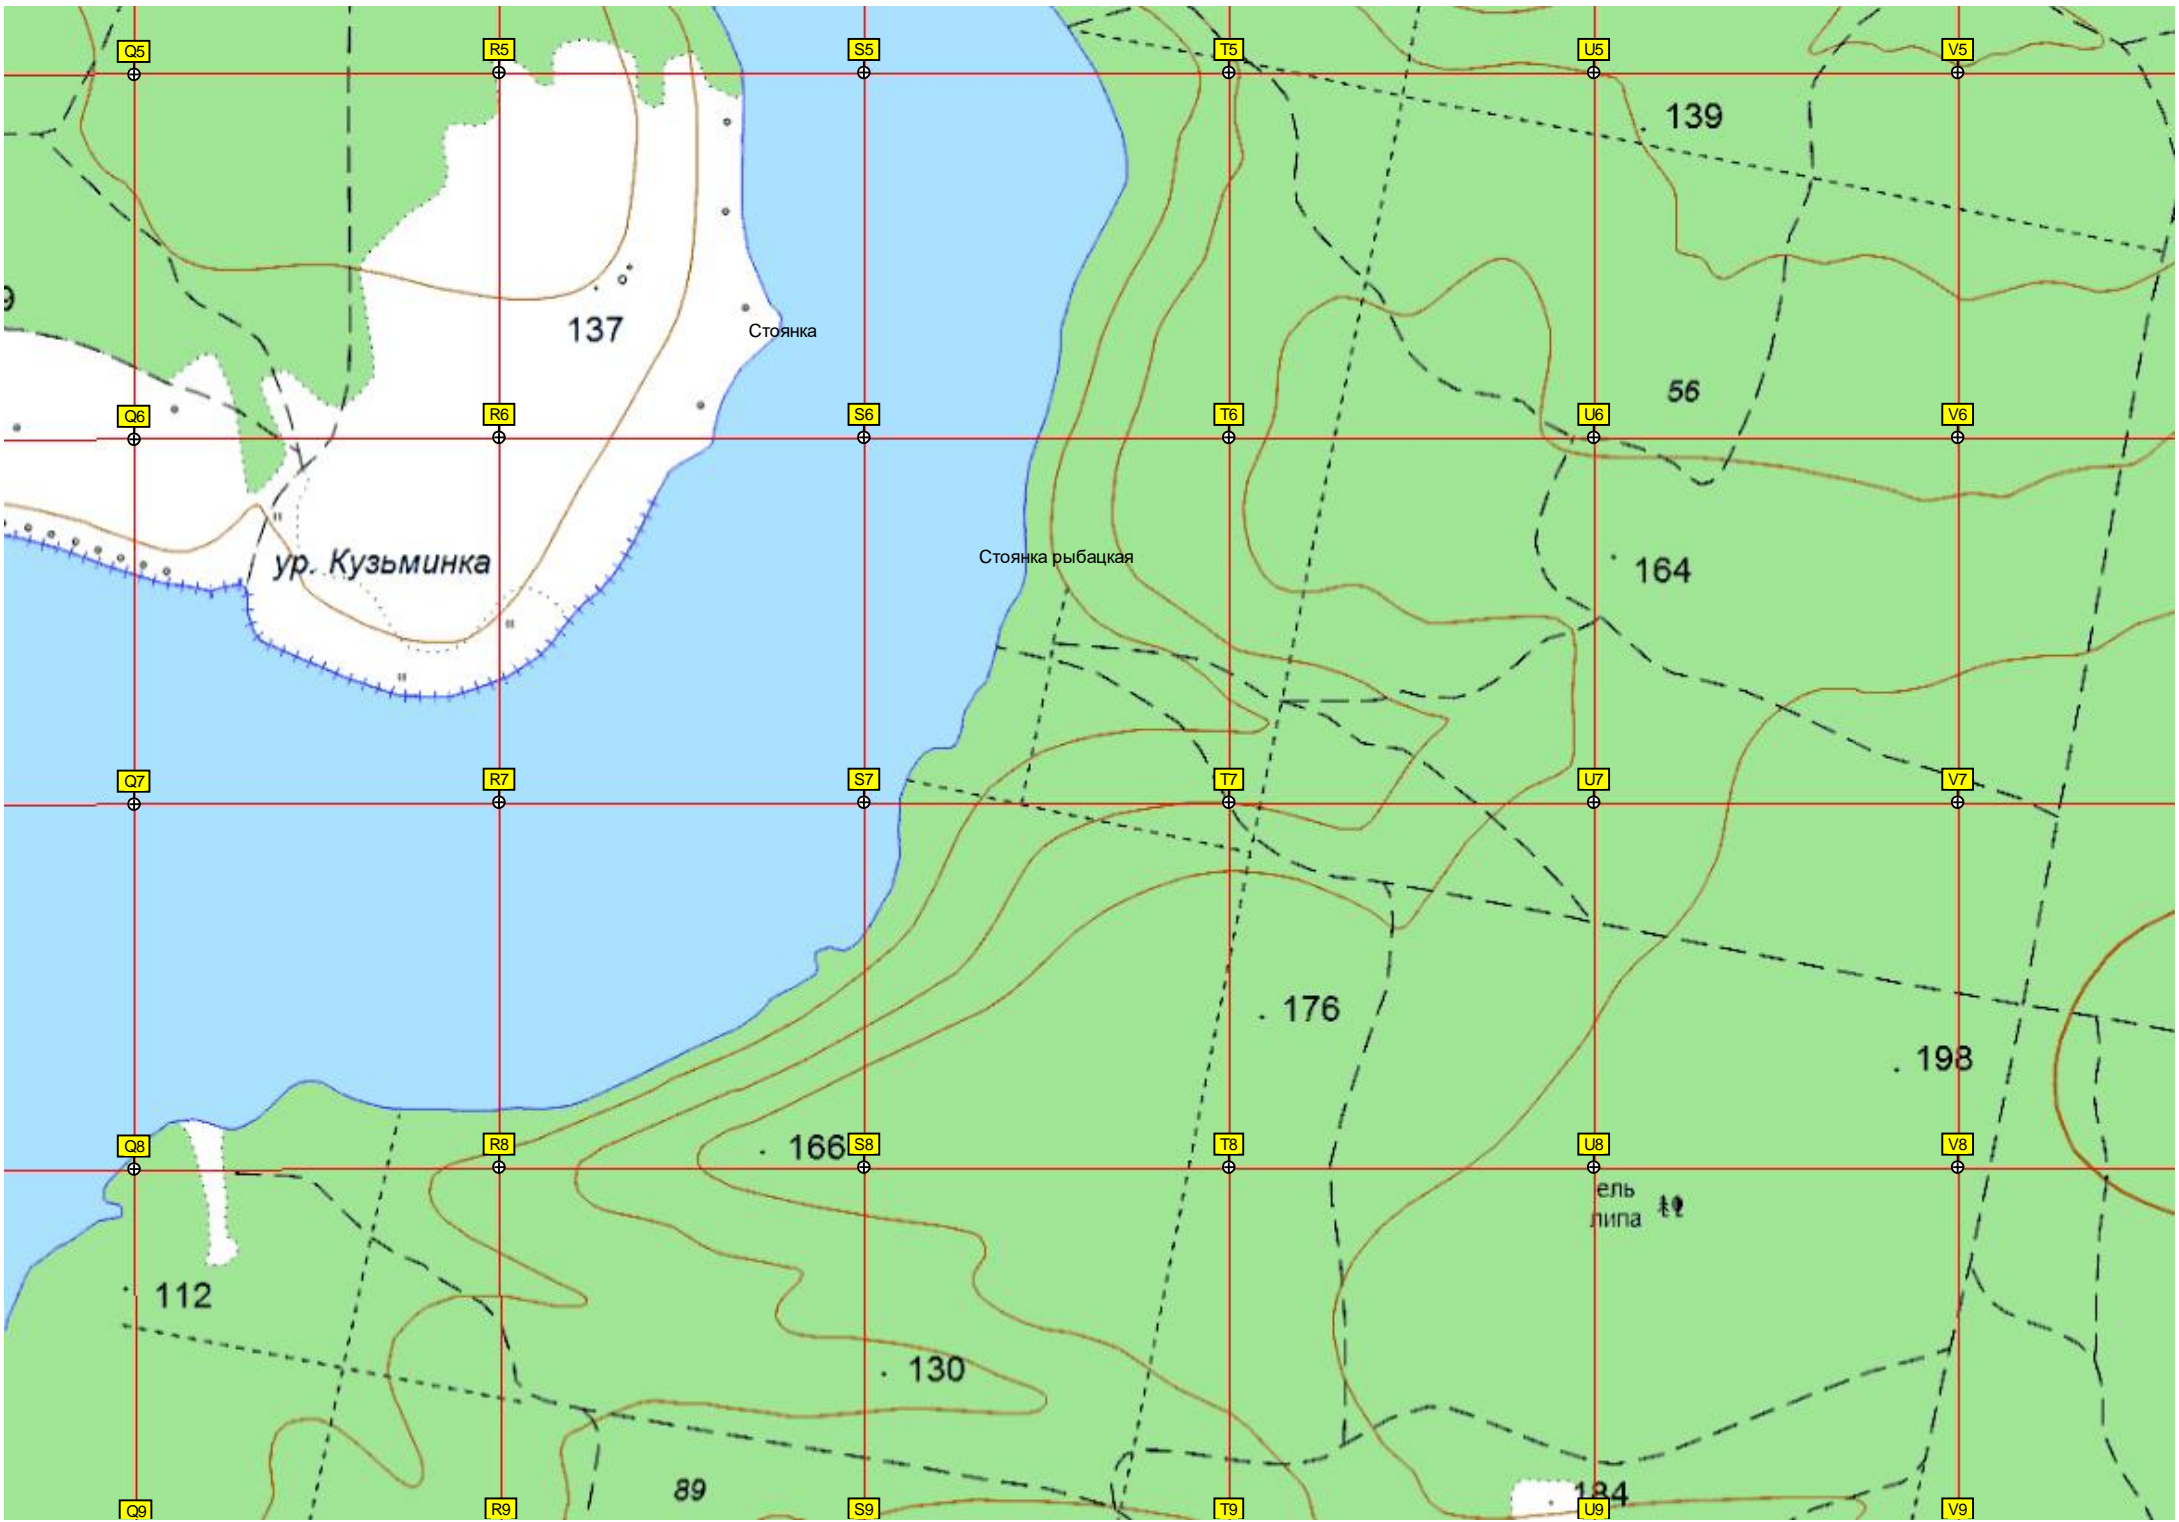 Q5
R5
S5
T5
U5
V5
139
9
137
Стоянка
56
Q6
R6
S6
T6
U6
V6
ур. Кузьминка
Стоянка рыбацкая
164
Q7
R7
S7
T7
U7
V7
176
198
Q8
R8
166
S8
T8
U8
V8
ель
липа
112
130
89
184
Q9
R9
S9
T9
U9
V9